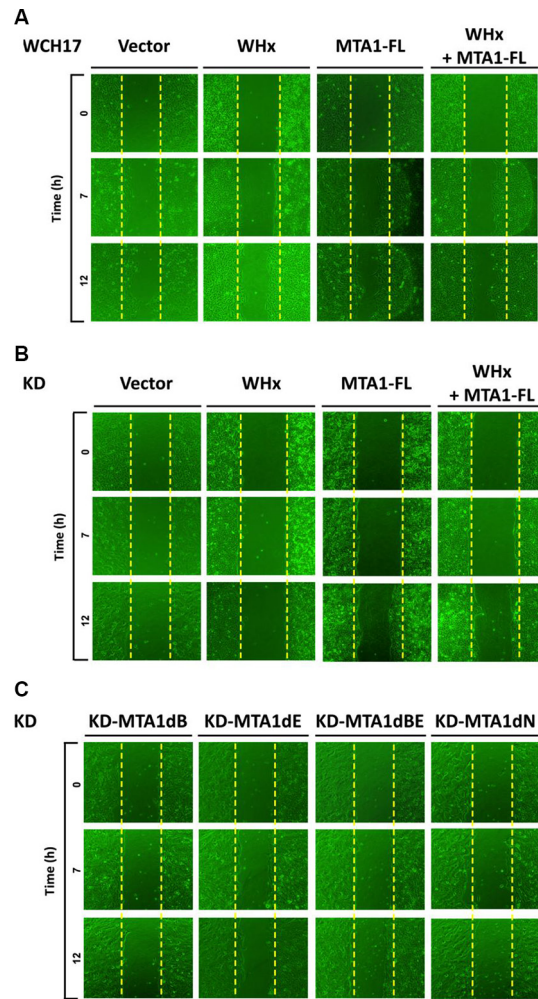 A
WCH17
Vector
WHx
MTA1-FL
WHx
+ MTA1-FL
Time (h)
0
7
12
B
KD
Vector
WHx
MTA1-FL
WHx
+ MTA1-FL
Time (h)
0
7
12
C
KD
KD-MTA1dB
KD-MTA1dE
KD-MTA1dBE
KD-MTA1dN
Time (h)
0
7
12